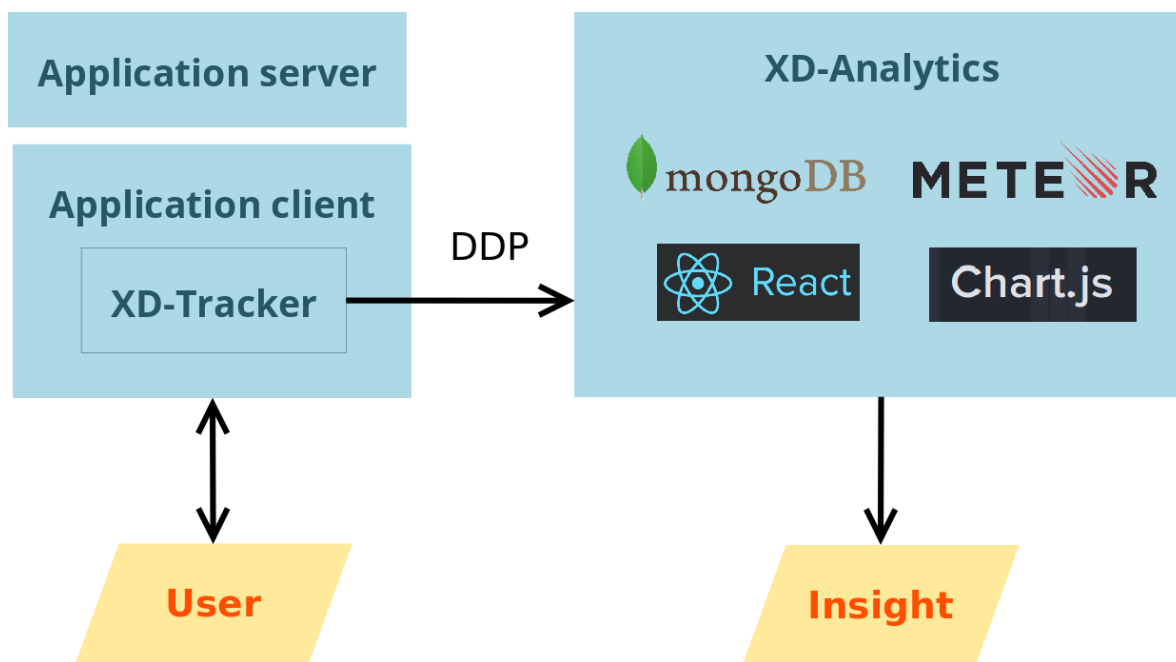 Application server
XD-Analytics
mongoDB
METEOR
Application client
DDP
React
Chart.js
XD-Tracker
User
Insight